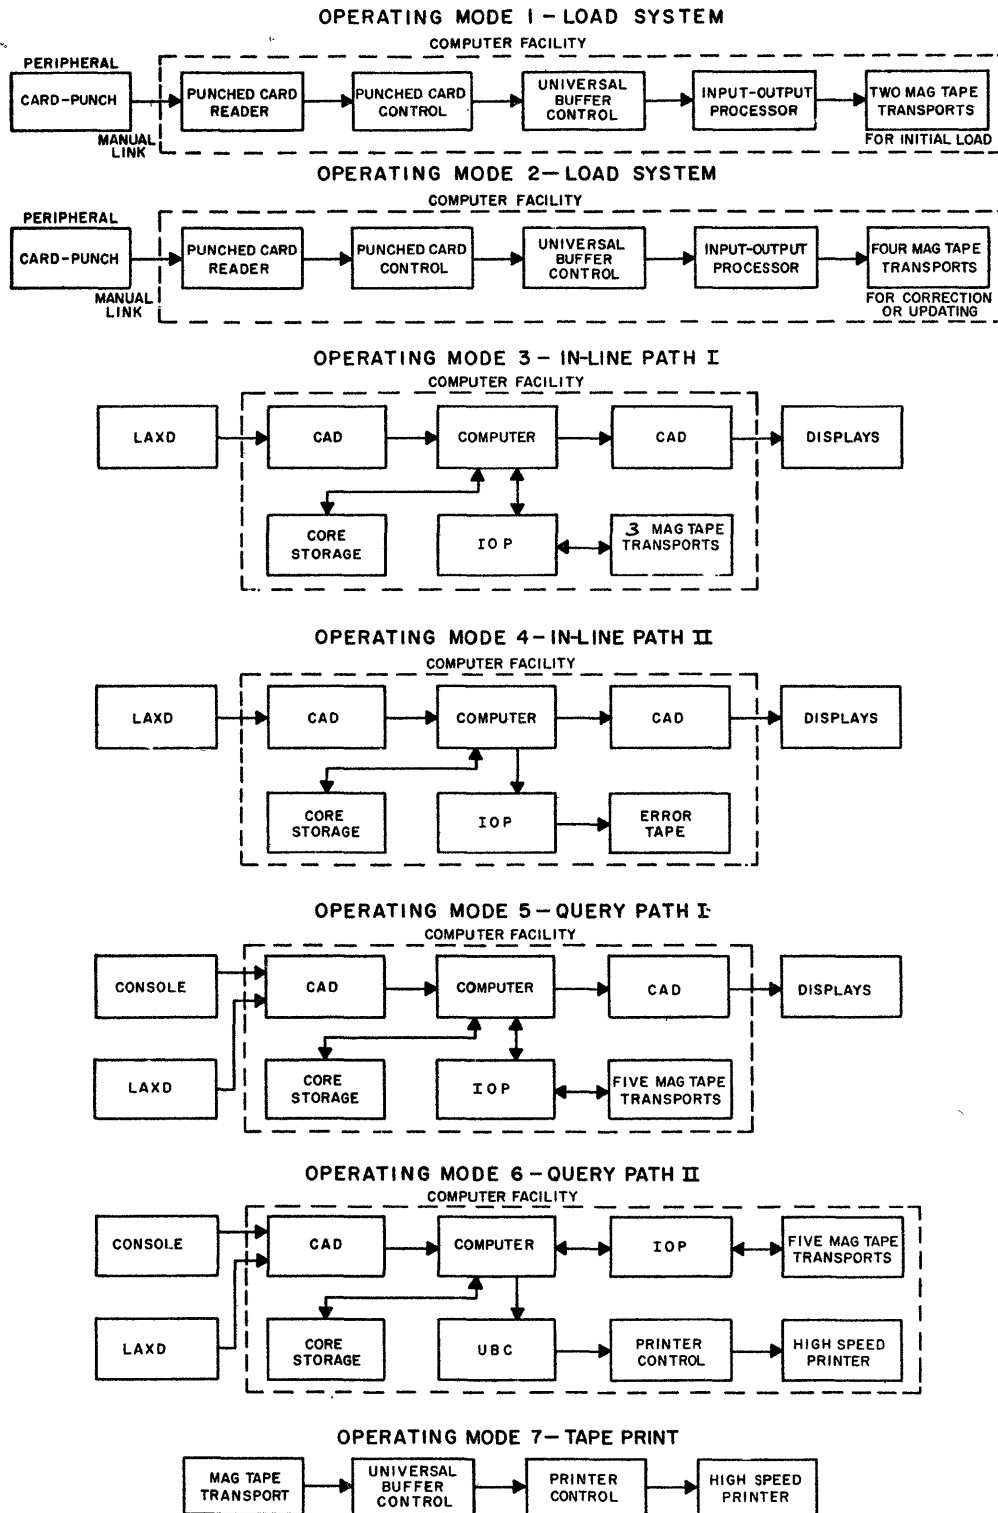 OPERATING MODE 1 – LOAD SYSTEM
COMPUTER FACILITY
PERIPHERAL
CARD-PUNCH
MANUAL
LINK
PUNCHED CARD
READER
PUNCHED CARD
CONTROL
UNIVERSAL
BUFFER
CONTROL
INPUT-OUTPUT
PROCESSOR
TWO MAG TAPE
TRANSPORTS
FOR INITIAL LOAD
OPERATING MODE 2 – LOAD SYSTEM
COMPUTER FACILITY
PERIPHERAL
CARD-PUNCH
MANUAL
LINK
PUNCHED CARD
READER
PUNCHED CARD
CONTROL
UNIVERSAL
BUFFER
CONTROL
INPUT-OUTPUT
PROCESSOR
FOUR MAG TAPE
TRANSPORTS
FOR CORRECTION
OR UPDATING
OPERATING MODE 3 – IN-LINE PATH I
COMPUTER FACILITY
LAXD
CAD
COMPUTER
CAD
DISPLAYS
CORE
STORAGE
IOP
3 MAG TAPE
TRANSPORTS
OPERATING MODE 4 – IN-LINE PATH II
COMPUTER FACILITY
LAXD
CAD
COMPUTER
CAD
DISPLAYS
CORE
STORAGE
IOP
ERROR
TAPE
OPERATING MODE 5 – QUERY PATH I
COMPUTER FACILITY
CONSOLE
CAD
COMPUTER
CAD
DISPLAYS
LAXD
CORE
STORAGE
IOP
FIVE MAG TAPE
TRANSPORTS
OPERATING MODE 6 – QUERY PATH II
COMPUTER FACILITY
CONSOLE
CAD
COMPUTER
IOP
FIVE MAG TAPE
TRANSPORTS
LAXD
CORE
STORAGE
UBC
PRINTER
CONTROL
HIGH SPEED
PRINTER
OPERATING MODE 7 – TAPE PRINT
MAG TAPE
TRANSPORT
UNIVERSAL
BUFFER
CONTROL
PRINTER
CONTROL
HIGH SPEED
PRINTER